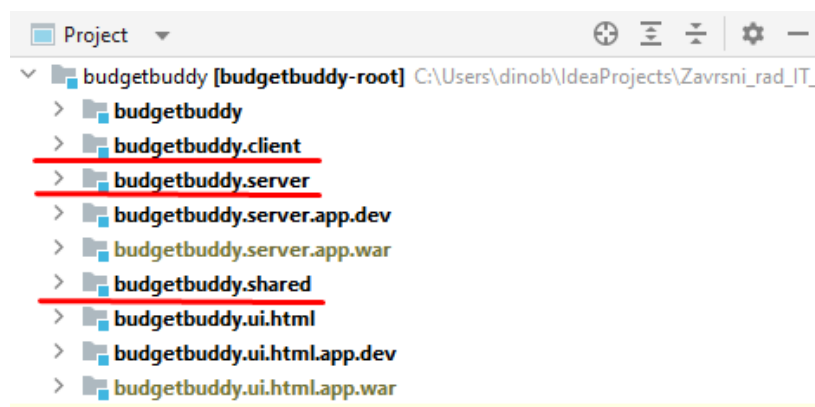 Project
budgetbuddy [budgetbuddy-root] C:\Users\dinob\IdeaProjects\Zavrsni_rad_IT_
budgetbuddy
budgetbuddy.client
budgetbuddy.server
budgetbuddy.server.app.dev
budgetbuddy.server.app.war
budgetbuddy.shared
budgetbuddy.ui.html
budgetbuddy.ui.html.app.dev
budgetbuddy.ui.html.app.war